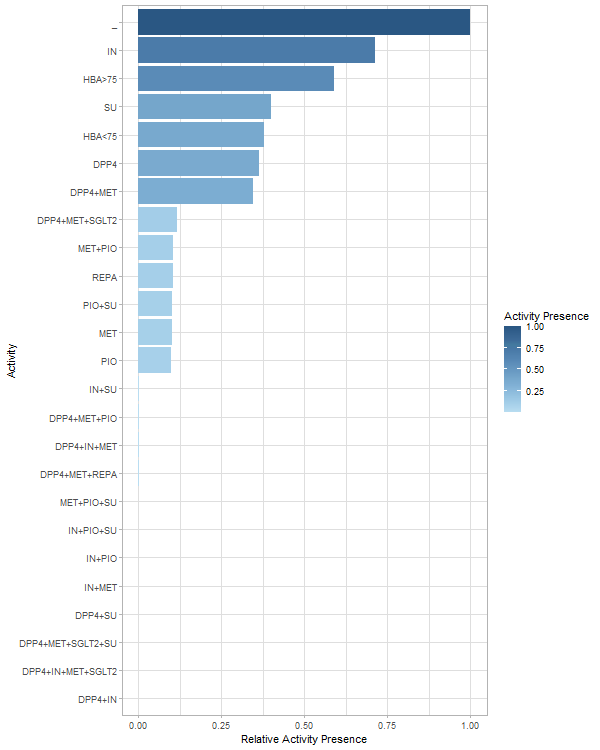 _
IN
HBA>75
SU
HBA<75
DPP4
DPP4+MET
DPP4+MET+SGLT2
MET+PIO
REPA
PIO+SU
MET
PIO
IN+SU
DPP4+MET+PIO
DPP4+IN+MET
DPP4+MET+REPA
MET+PIO+SU
IN+PIO+SU
IN+PIO
IN+MET
DPP4+SU
DPP4+MET+SGLT2+SU
DPP4+IN+MET+SGLT2
DPP4+IN
Activity
0.00 0.25 0.50 0.75 1.00
Relative Activity Presence
Activity Presence
1.00
0.75
0.50
0.25